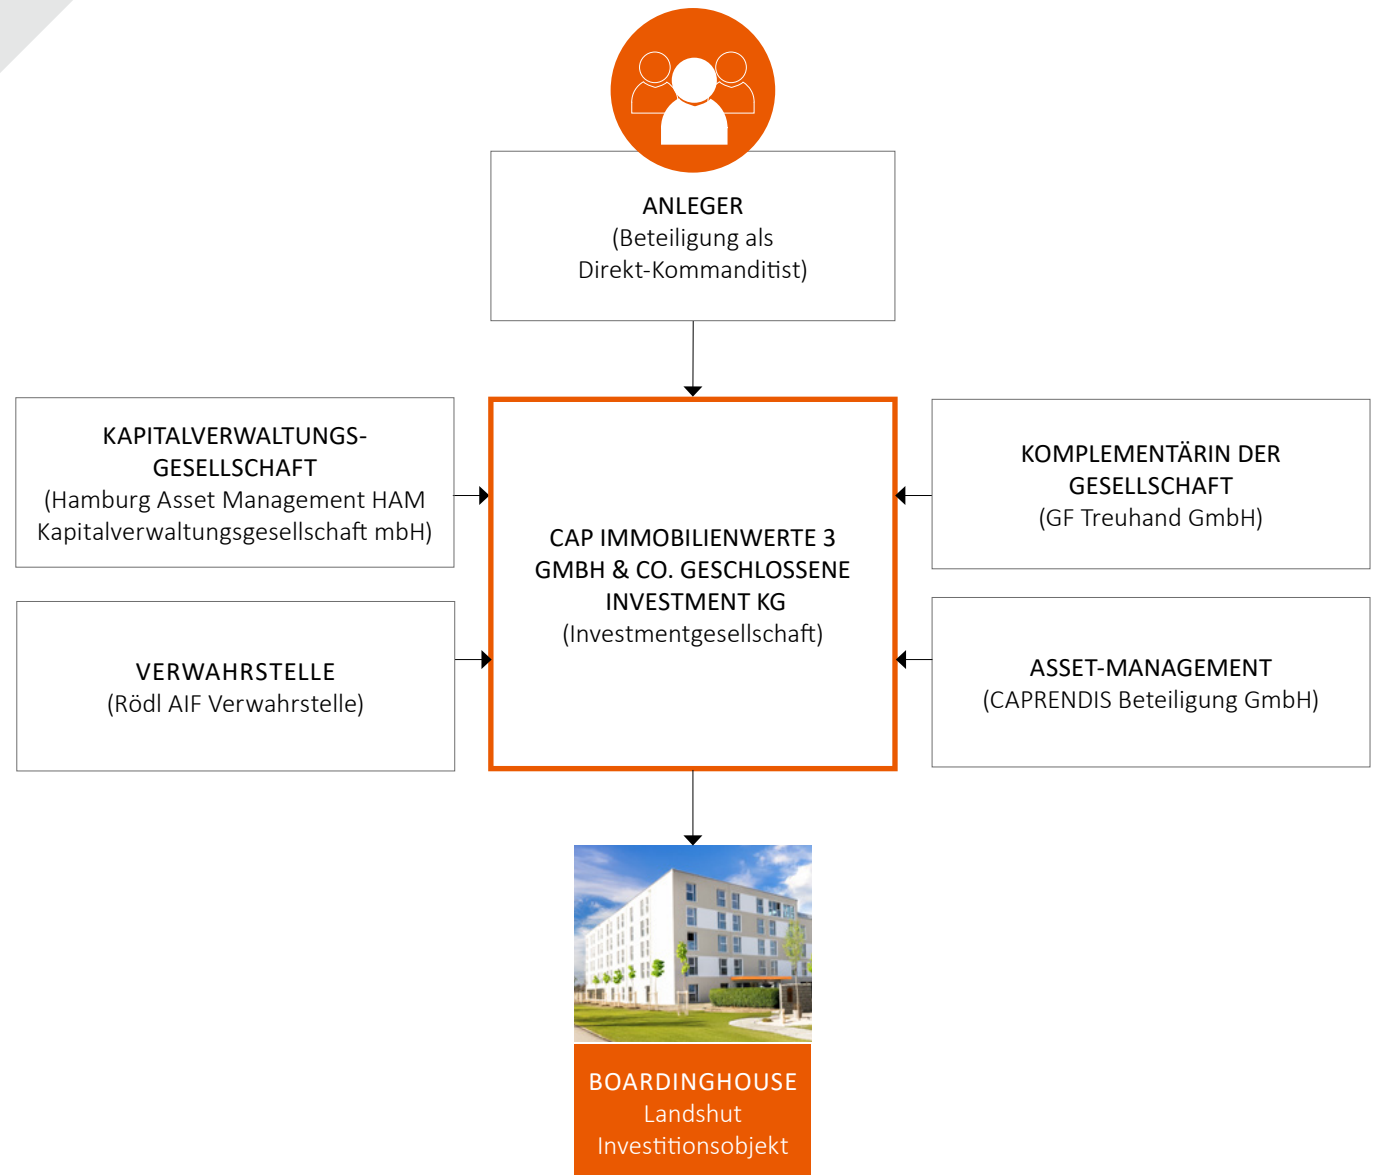 ANLEGER
(Beteiligung als
Direkt-Kommanditist)
KAPITALVERWALTUNGS-
GESELLSCHAFT
(Hamburg Asset Management HAM
Kapitalverwaltungsgesellschaft mbH)
VERWAHRSTELLE
(Rödl AIF Verwahrstelle)
CAP IMMOBILIENWERTE 3
GMBH & CO. GESCHLOSSENE
INVESTMENT KG
(Investmentgesellschaft)
KOMPLEMENTÄRIN DER
GESELLSCHAFT
(GF Treuhand GmbH)
ASSET-MANAGEMENT
(CAPRENDIS Beteiligung GmbH)
BOARDINGHOUSE
Landshut
Investitionsobjekt